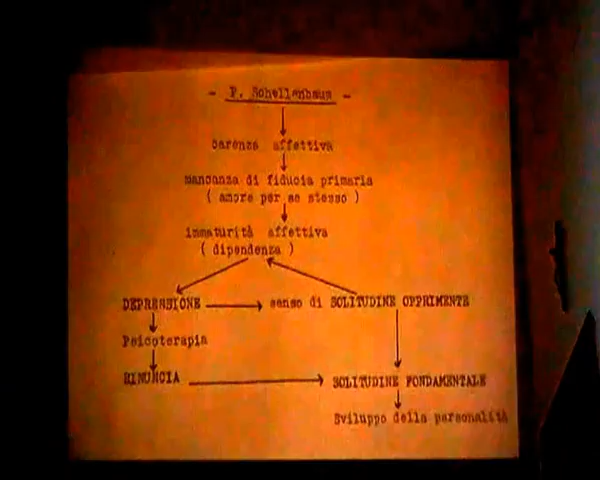 - P. Schellenbaum -
carenza affettiva
mancanza di fiducia primaria
( amore per se stesso )
immaturità affettiva
( dipendenza )
DEPRESSIONE senso di SOLITUDINE OPPRIMENTE
Psicoterapia
RINUNCIA SOLITUDINE FONDAMENTALE
Sviluppo della personalità